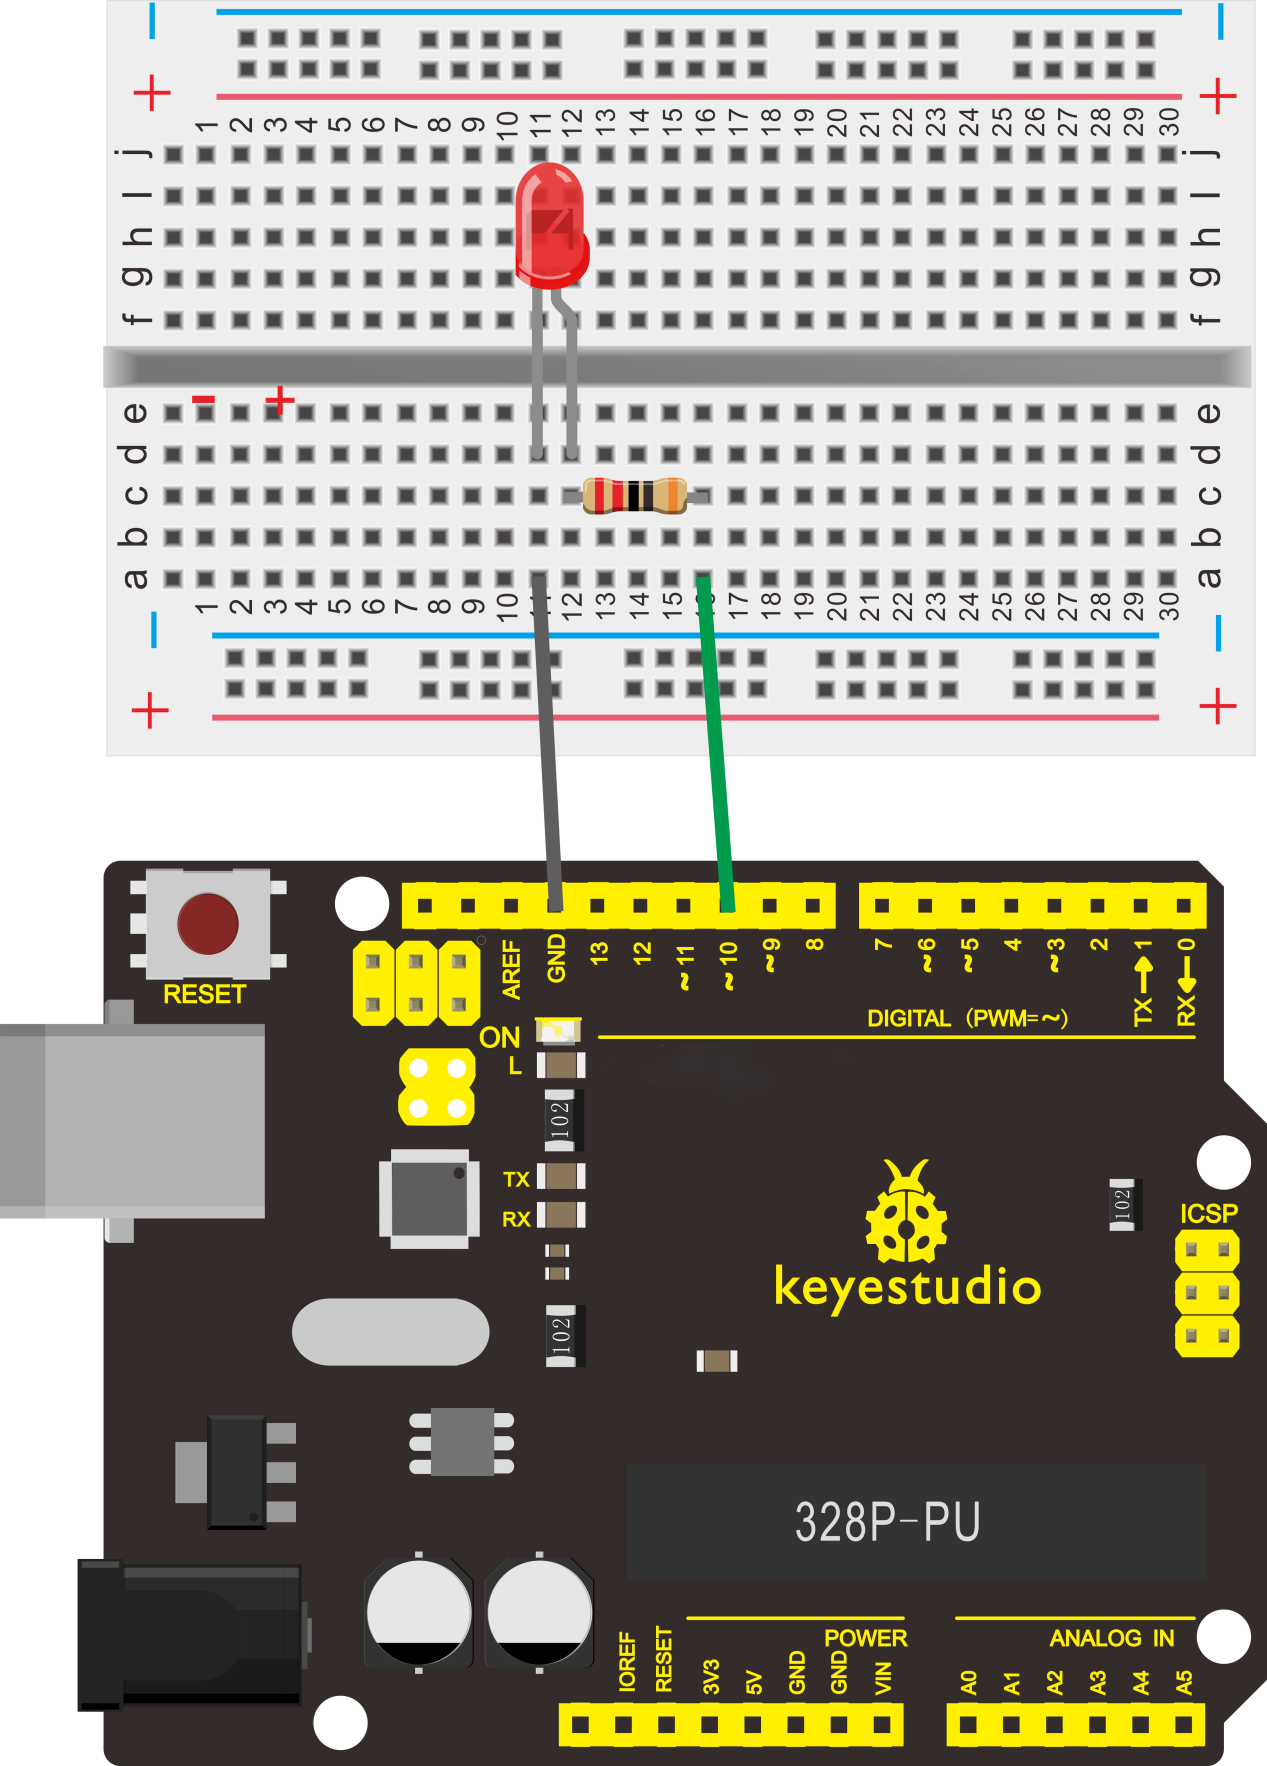 − −
+ +
1 2 3 4 5 6 7 8 9 10 11 12 13 14 15 16 17 18 19 20 21 22 23 24 25 26 27 28 29 30
j j
I I
h h
g g
f f
- +
e e
d d
c c
b b
a a
1 2 3 4 5 6 7 8 9 10 11 12 13 14 15 17 18 19 20 21 22 23 24 25 26 27 28 29 30
− −
+ +
RESET
AREF GND 13 12 ~11 ~10 ~9 8 7 ~6 ~5 4 ~3 2 TX→1 RX←0
DIGITAL (PWM=~)
ON
L
102
TX
RX
102
102
ICSP
keyestudio
328P-PU
POWER
ANALOG IN
IOREF RESET 3V3 5V GND GND VIN A0 A1 A2 A3 A4 A5